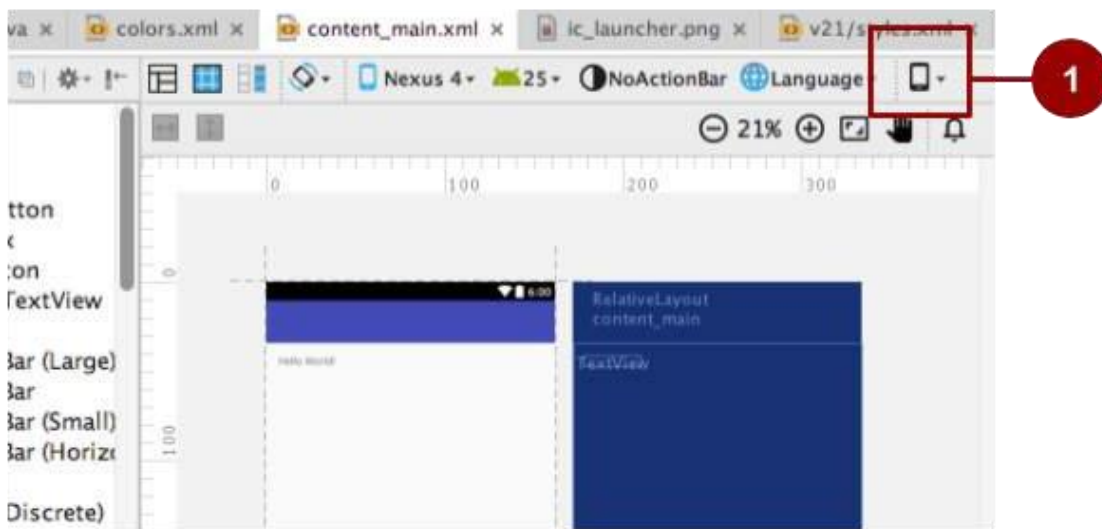 va × colors.xml × content_main.xml × ic_launcher.png × v21/styles.xml ×
Nexus 4 25 NoActionBar Language
1
21%
0 100 200 300
tton
x
ton
TextView
Bar (Large)
Bar
Bar (Small)
Bar (Horizo
Discrete)
0
100
6:00
Hello World!
RelativeLayout
content_main
TextView